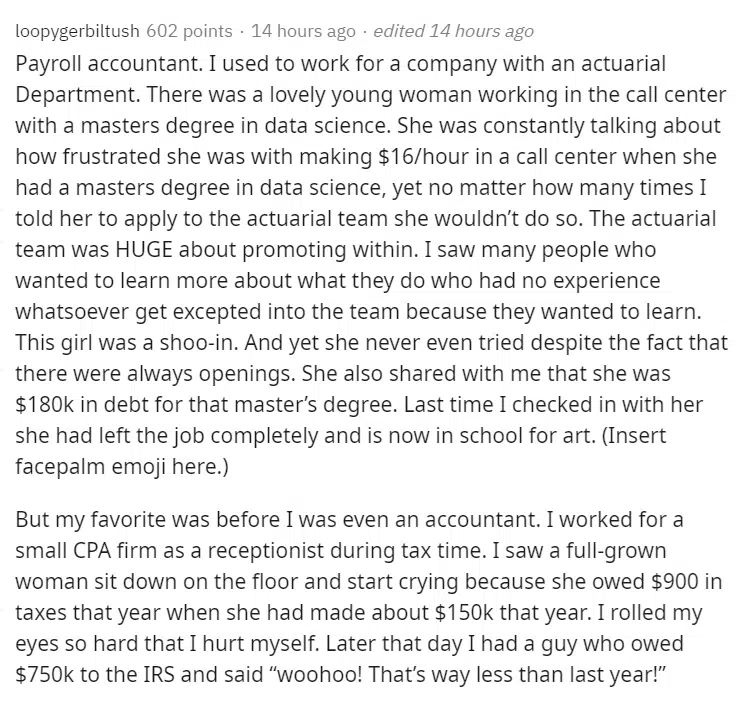 loopygerbiltush 602 points · 14 hours ago · edited 14 hours ago
Payroll accountant. I used to work for a company with an actuarial
Department. There was a lovely young woman working in the call center
with a masters degree in data science. She was constantly talking about
how frustrated she was with making $16/hour in a call center when she
had a masters degree in data science, yet no matter how many times I
told her to apply to the actuarial team she wouldn’t do so. The actuarial
team was HUGE about promoting within. I saw many people who
wanted to learn more about what they do who had no experience
whatsoever get excepted into the team because they wanted to learn.
This girl was a shoo-in. And yet she never even tried despite the fact that
there were always openings. She also shared with me that she was
$180k in debt for that master’s degree. Last time I checked in with her
she had left the job completely and is now in school for art. (Insert
facepalm emoji here.)
But my favorite was before I was even an accountant. I worked for a
small CPA firm as a receptionist during tax time. I saw a full-grown
woman sit down on the floor and start crying because she owed $900 in
taxes that year when she had made about $150k that year. I rolled my
eyes so hard that I hurt myself. Later that day I had a guy who owed
$750k to the IRS and said “woohoo! That’s way less than last year!”